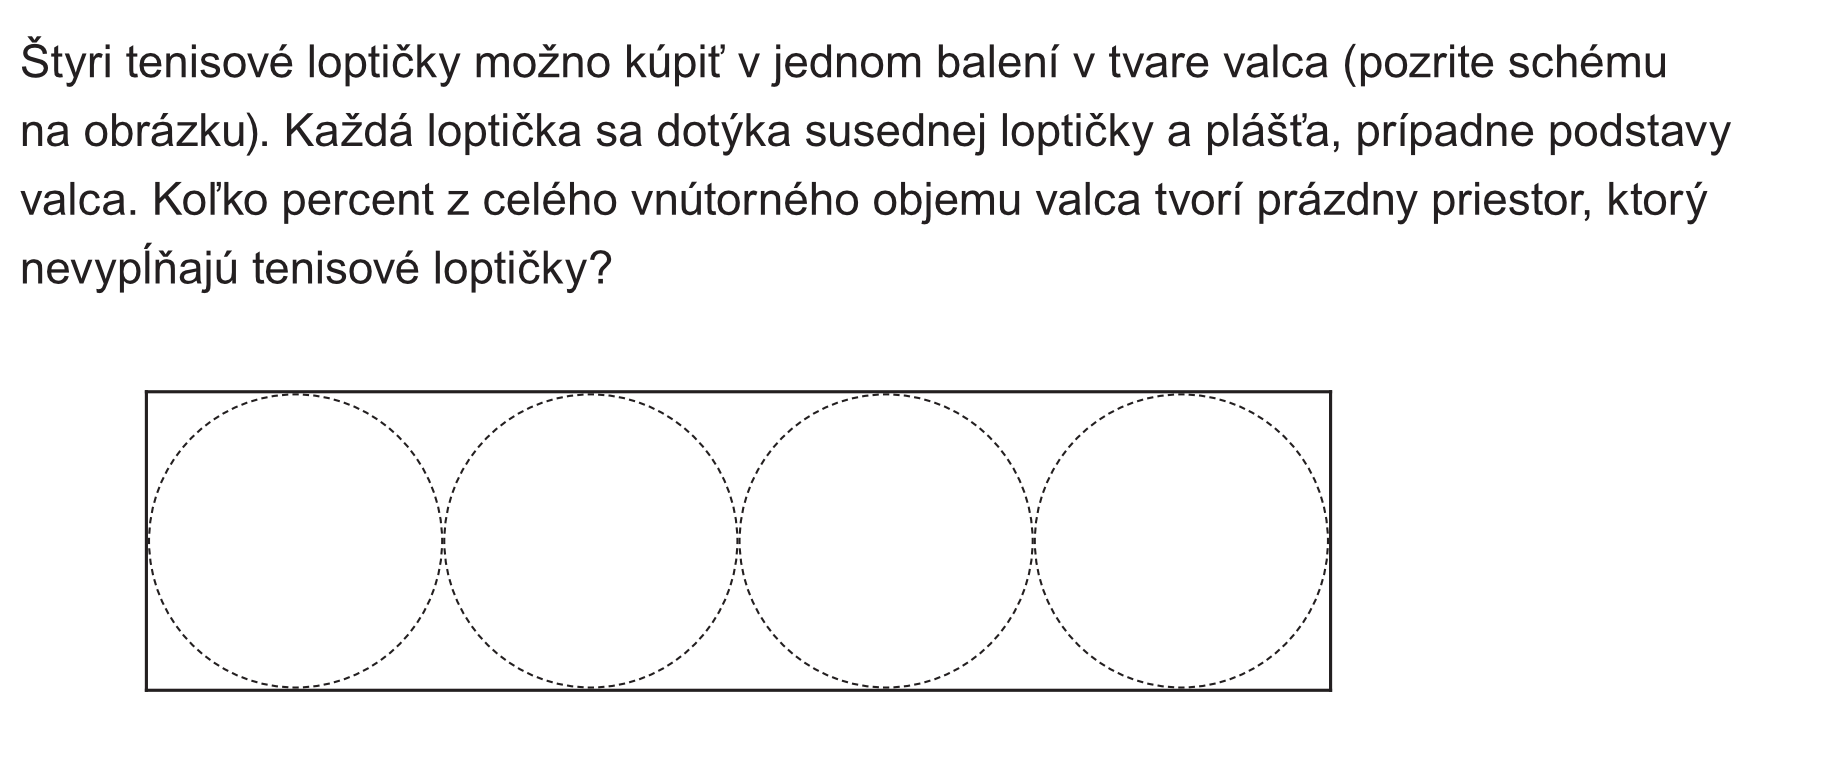 Štyri tenisové loptičky možno kúpiť v jednom balení v tvare valca (pozrite schému
na obrázku). Každá loptička sa dotýka susednej loptičky a plášťa, prípadne podstavy
valca. Koľko percent z celého vnútorného objemu valca tvorí prázdny priestor, ktorý
nevypĺňajú tenisové loptičky?